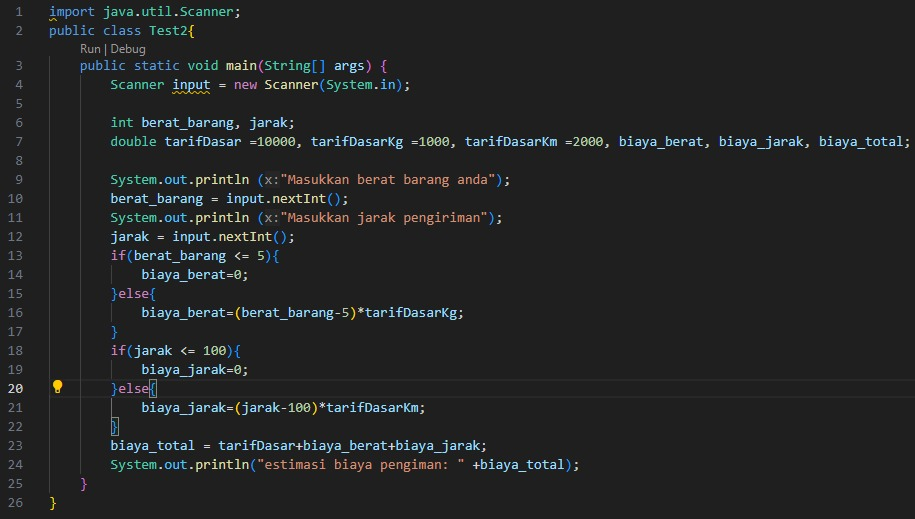 1 import java.util.Scanner;
2 public class Test2{
Run | Debug
3 public static void main(String[] args) {
4 Scanner input = new Scanner(System.in);
5
6 int berat_barang, jarak;
7 double tarifDasar =10000, tarifDasarKg =1000, tarifDasarKm =2000, biaya_berat, biaya_jarak, biaya_total;
8
9 System.out.println (x:"Masukkan berat barang anda");
10 berat_barang = input.nextInt();
11 System.out.println (x:"Masukkan jarak pengiriman");
12 jarak = input.nextInt();
13 if(berat_barang <= 5){
14 biaya_berat=0;
15 }else{
16 biaya_berat=(berat_barang-5)*tarifDasarKg;
17 }
18 if(jarak <= 100){
19 biaya_jarak=0;
20 }else{
21 biaya_jarak=(jarak-100)*tarifDasarKm;
22 }
23 biaya_total = tarifDasar+biaya_berat+biaya_jarak;
24 System.out.println("estimasi biaya pengiman: " +biaya_total);
25 }
26 }